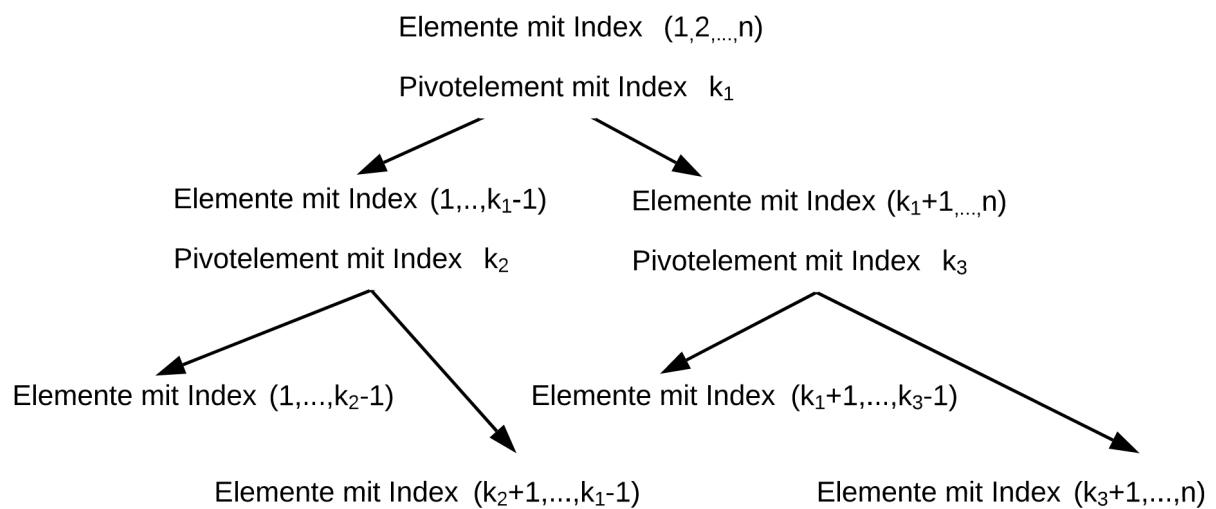 Elemente mit Index (1,2,...,n)
Pivotelement mit Index k₁
Elemente mit Index (1,..,k₁-1)
Elemente mit Index (k₁+1,...,n)
Pivotelement mit Index k₂
Pivotelement mit Index k₃
Elemente mit Index (1,...,k₂-1)
Elemente mit Index (k₁+1,...,k₃-1)
Elemente mit Index (k₂+1,...,k₁-1)
Elemente mit Index (k₃+1,...,n)